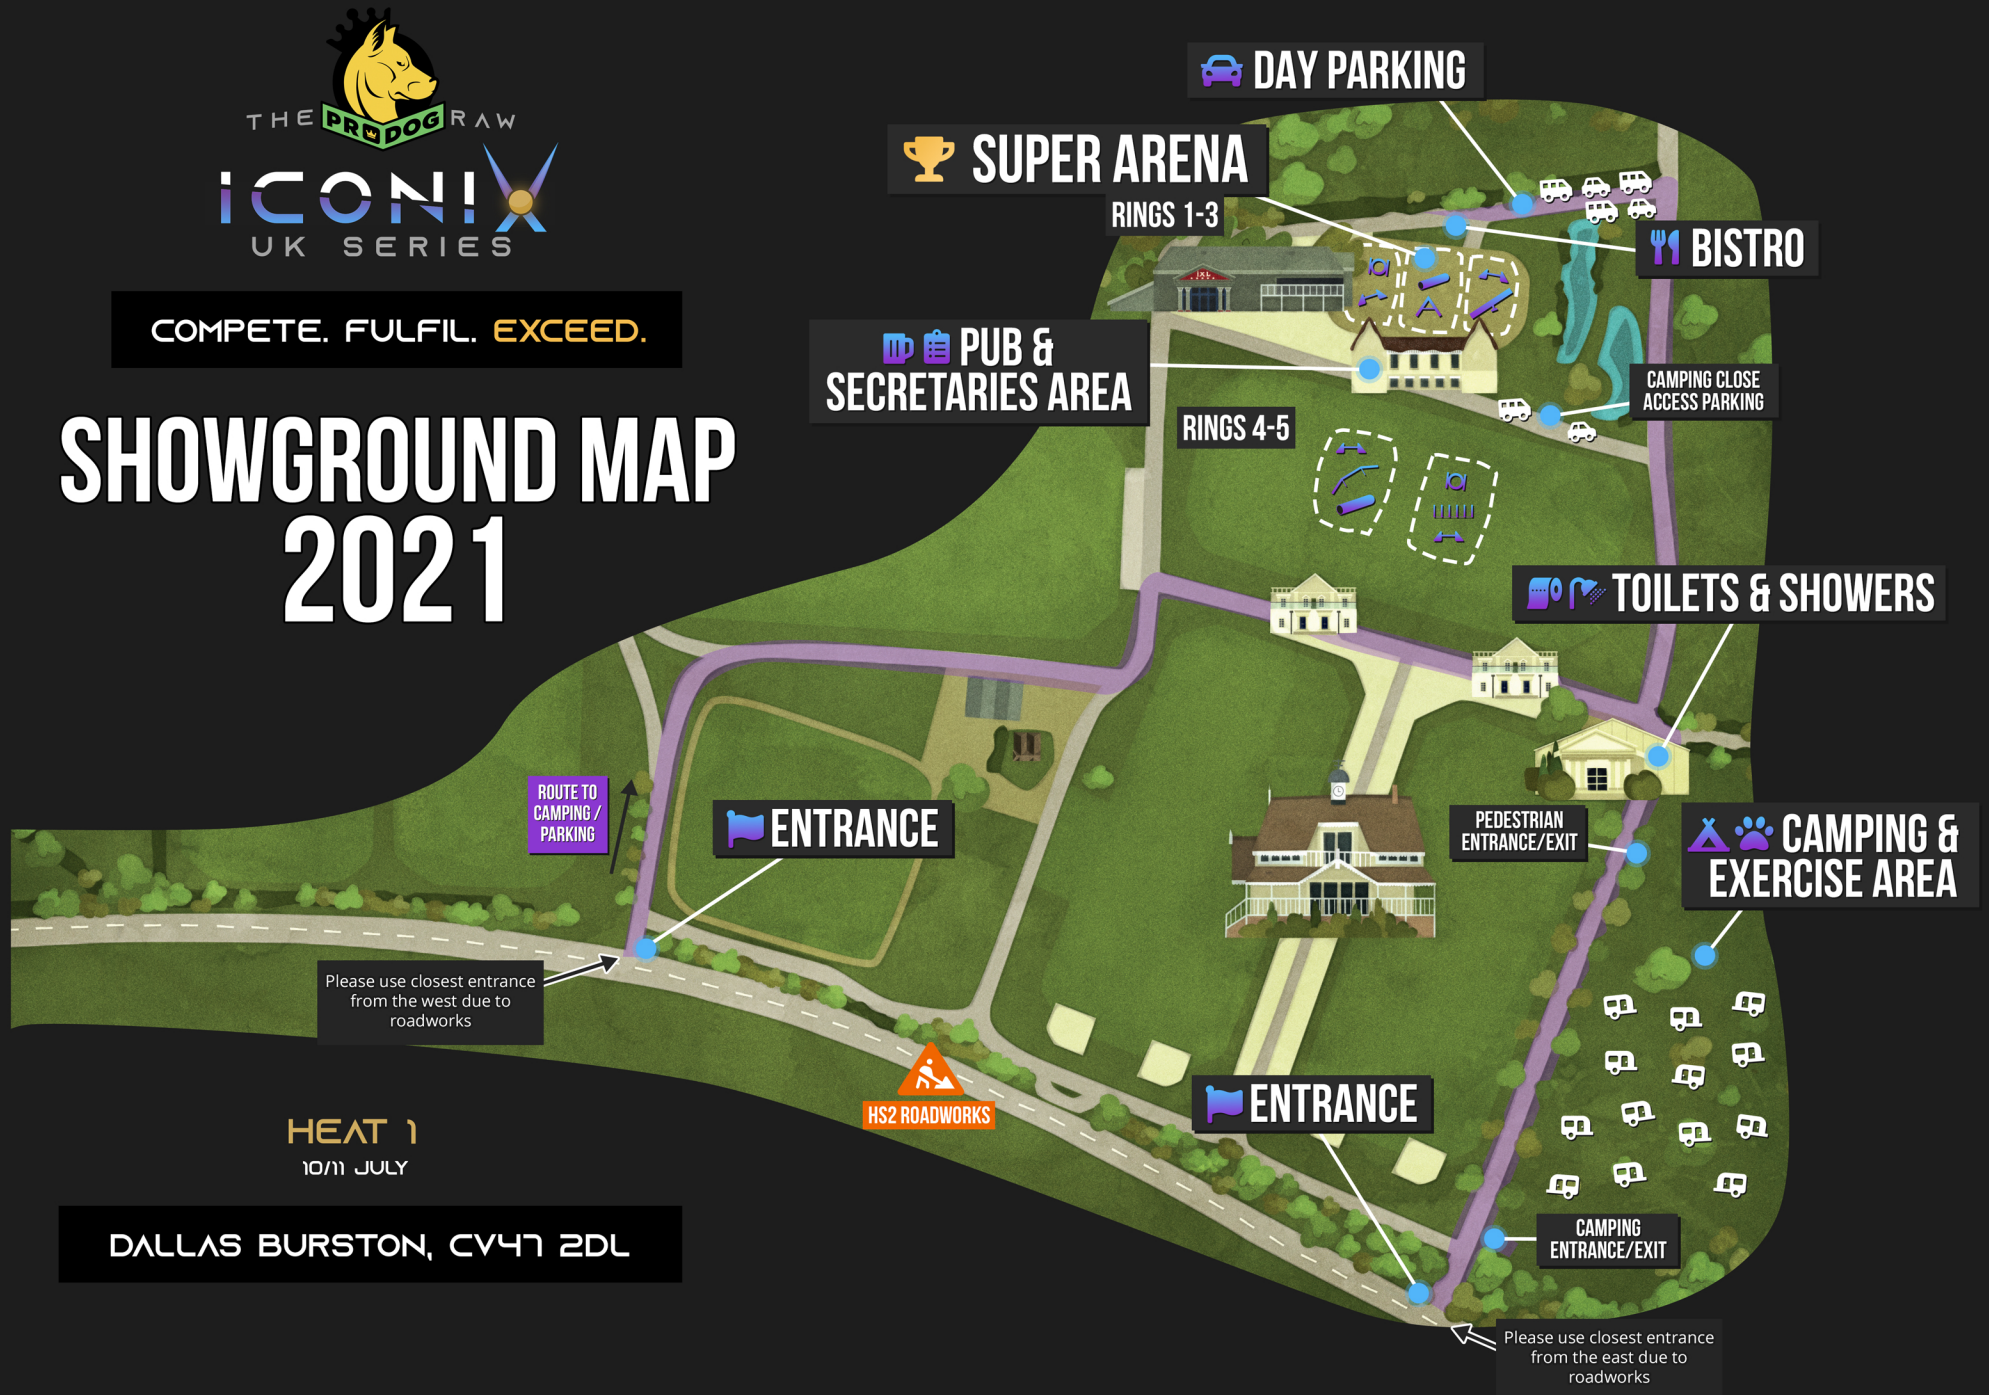 THE PRODOG RAW
ICONIX
UK SERIES
COMPETE. FULFIL. EXCEED.
SHOWGROUND MAP
2021
HEAT 1
10/11 JULY
DALLAS BURSTON, CV47 2DL
DAY PARKING
SUPER ARENA
RINGS 1-3
BISTRO
IXL
PUB &
SECRETARIES AREA
CAMPING CLOSE
ACCESS PARKING
RINGS 4-5
TOILETS & SHOWERS
ROUTE TO
CAMPING /
PARKING
ENTRANCE
PEDESTRIAN
ENTRANCE/EXIT
CAMPING &
EXERCISE AREA
Please use closest entrance
from the west due to
roadworks
HS2 ROADWORKS
ENTRANCE
CAMPING
ENTRANCE/EXIT
Please use closest entrance
from the east due to
roadworks